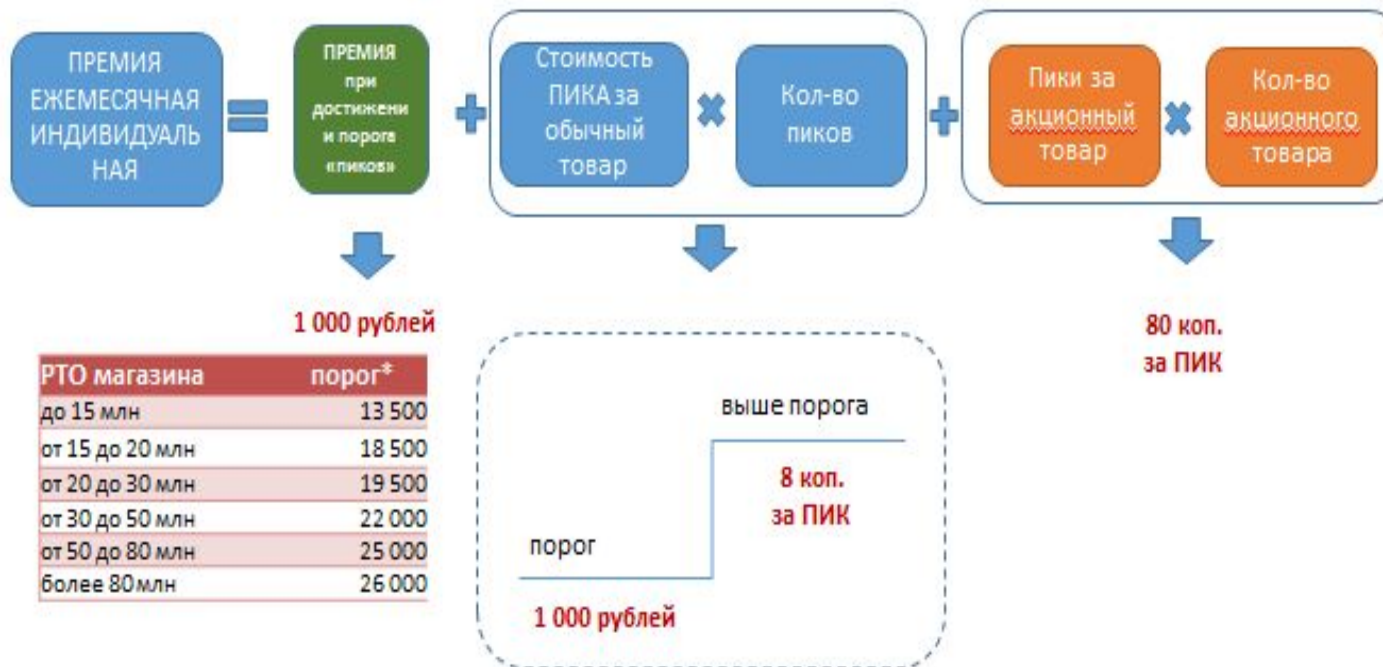 ПРЕМИЯ
ЕЖЕМЕСЯЧНАЯ
ИНДИВИДУАЛЬ
НАЯ
ПРЕМИЯ
при
достижени
и порога
«пиков»
Стоимость
ПИКА за
обычный
товар
Кол-во
пиков
Пики за
акционный
товар
Кол-во
акционного
товара
1 000 рублей
80 коп.
за ПИК
РТО магазина порог*
до 15 млн 13 500
от 15 до 20 млн 18 500
от 20 до 30 млн 19 500
от 30 до 50 млн 22 000
от 50 до 80 млн 25 000
более 80 млн 26 000
выше порога
8 коп.
за ПИК
порог
1 000 рублей